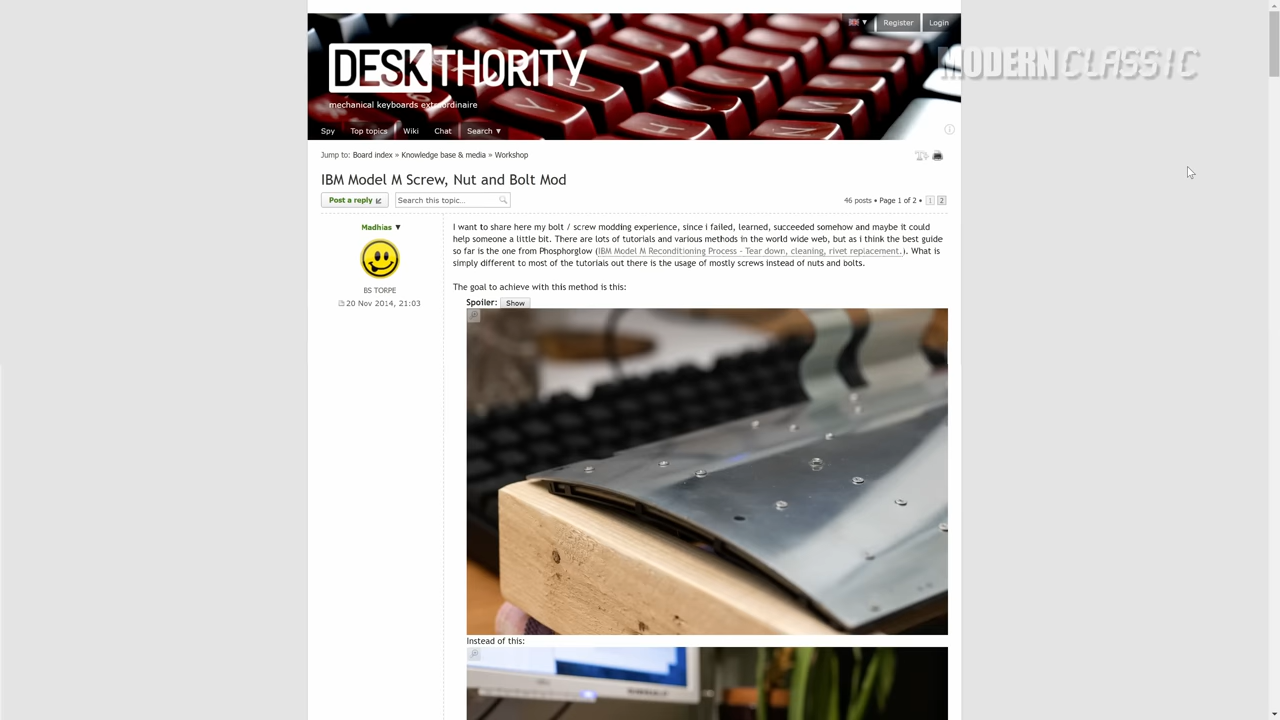 Register Login
MODERN CLASSIC
DESKTHORITY
mechanical keyboards extraordinaire
Spy Top topics Wiki Chat Search ▼
Jump to: Board index » Knowledge base & media » Workshop
IBM Model M Screw, Nut and Bolt Mod
Post a reply Search this topic... 46 posts • Page 1 of 2 • 1 2
Madhias ▼
BS TORPE
20 Nov 2014, 21:03
I want to share here my bolt / screw modding experience, since i failed, learned, succeeded somehow and maybe it could
help someone a little bit. There are lots of tutorials and various methods in the world wide web, but as i think the best guide
so far is the one from Phosphorglow (IBM Model M Reconditioning Process - Tear down, cleaning, rivet replacement.). What is
simply different to most of the tutorials out there is the usage of mostly screws instead of nuts and bolts.
The goal to achieve with this method is this:
Spoiler: Show
Instead of this: